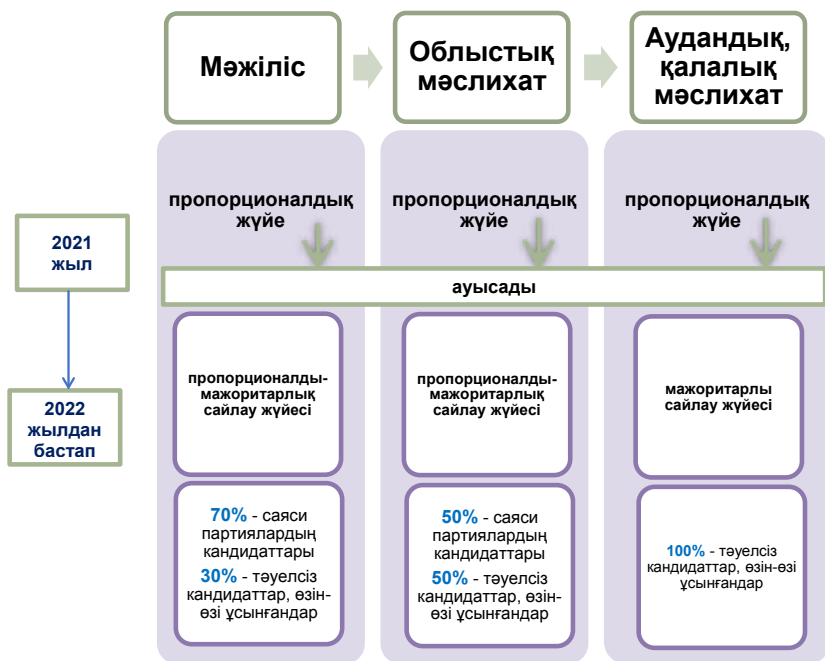 Мәжіліс
Облыстық
мәслихат
Аудандық,
қалалық
мәслихат
2021
жыл
пропорционалдық
жүйе
пропорционалдық
жүйе
пропорционалдық
жүйе
ауысады
2022
жылдан
бастап
пропорционалды-
мажоритарлық
сайлау жүйесі
пропорционалды-
мажоритарлық
сайлау жүйесі
мажоритарлы
сайлау жүйесі
70% - саяси
партиялардың
кандидаттары
30% - тәуелсіз
кандидаттар, өзін-
өзі ұсынғандар
50% - саяси
партиялардың
кандидаттары
50% - тәуелсіз
кандидаттар, өзін-
өзі ұсынғандар
100% - тәуелсіз
кандидаттар, өзін-өзі
ұсынғандар